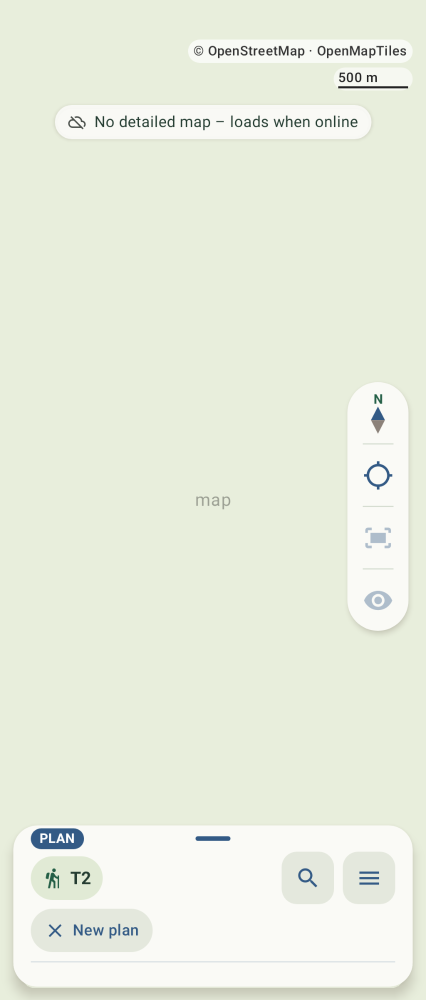 © OpenStreetMap · OpenMapTiles
500 m
No detailed map – loads when online
N
map
PLAN
T2
New plan